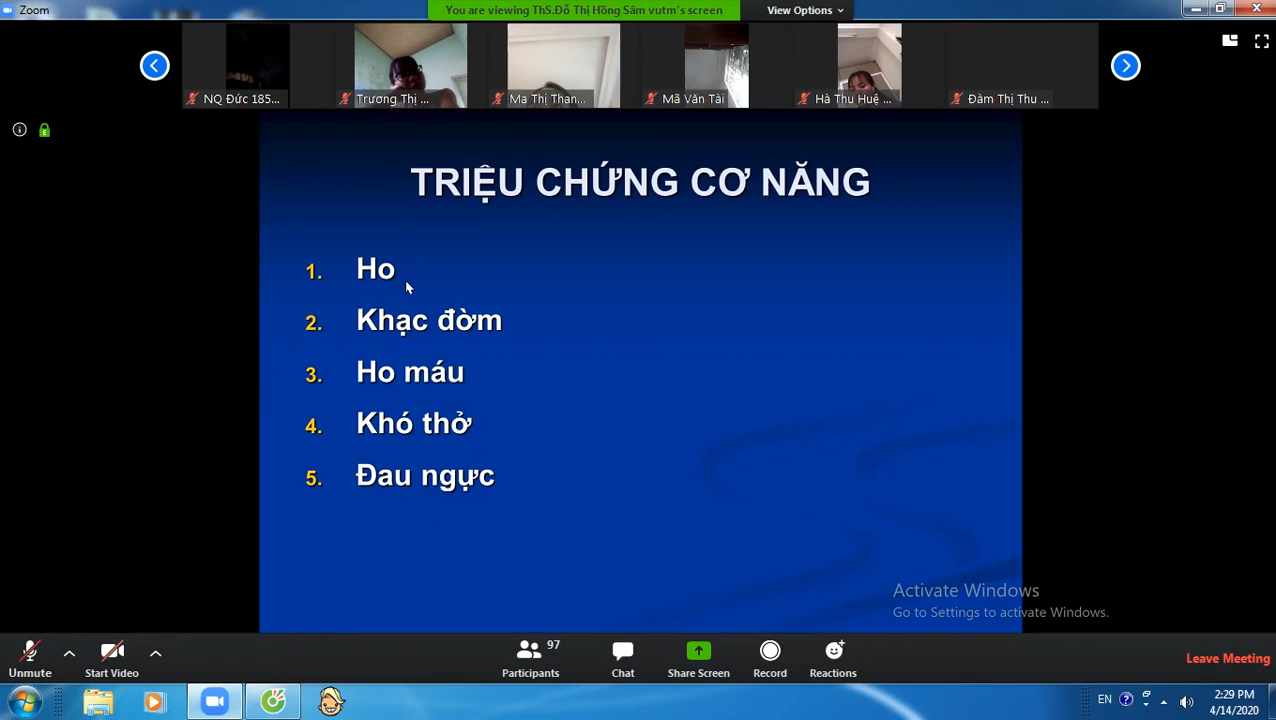 Zoom
You are viewing ThS.Đỗ Thị Hồng Sâm vutm's screen
View Options
NQ Đức 185...
Trương Thị ...
Ma Thị Than...
Mã Văn Tài
Hà Thu Huệ ...
Đàm Thị Thu ...
TRIỆU CHỨNG CƠ NĂNG
1. Ho
2. Khạc đờm
3. Ho máu
4. Khó thở
5. Đau ngực
Activate Windows
Go to Settings to activate Windows.
Unmute
Start Video
97
Participants
Chat
Share Screen
Record
Reactions
Leave Meeting
EN
2:29 PM
4/14/2020